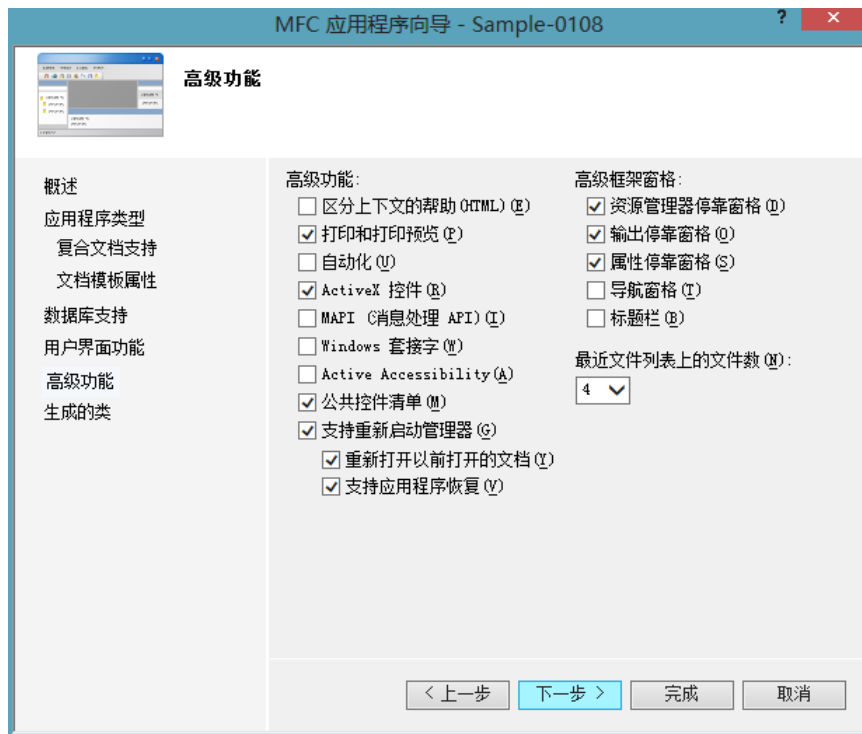 MFC 应用程序向导 - Sample-0108
?
高级功能
概述
应用程序类型
复合文档支持
文档模板属性
数据库支持
用户界面功能
高级功能
生成的类
高级功能:
区分上下文的帮助(HTML)(E)
打印和打印预览(P)
自动化(U)
ActiveX 控件(R)
MAPI (消息处理 API)(I)
Windows 套接字(W)
Active Accessibility(A)
公共控件清单(M)
支持重新启动管理器(G)
重新打开以前打开的文档(Y)
支持应用程序恢复(V)
高级框架窗格:
资源管理器停靠窗格(D)
输出停靠窗格(O)
属性停靠窗格(S)
导航窗格(T)
标题栏(B)
最近文件列表上的文件数(N):
4
< 上一步
下一步 >
完成
取消